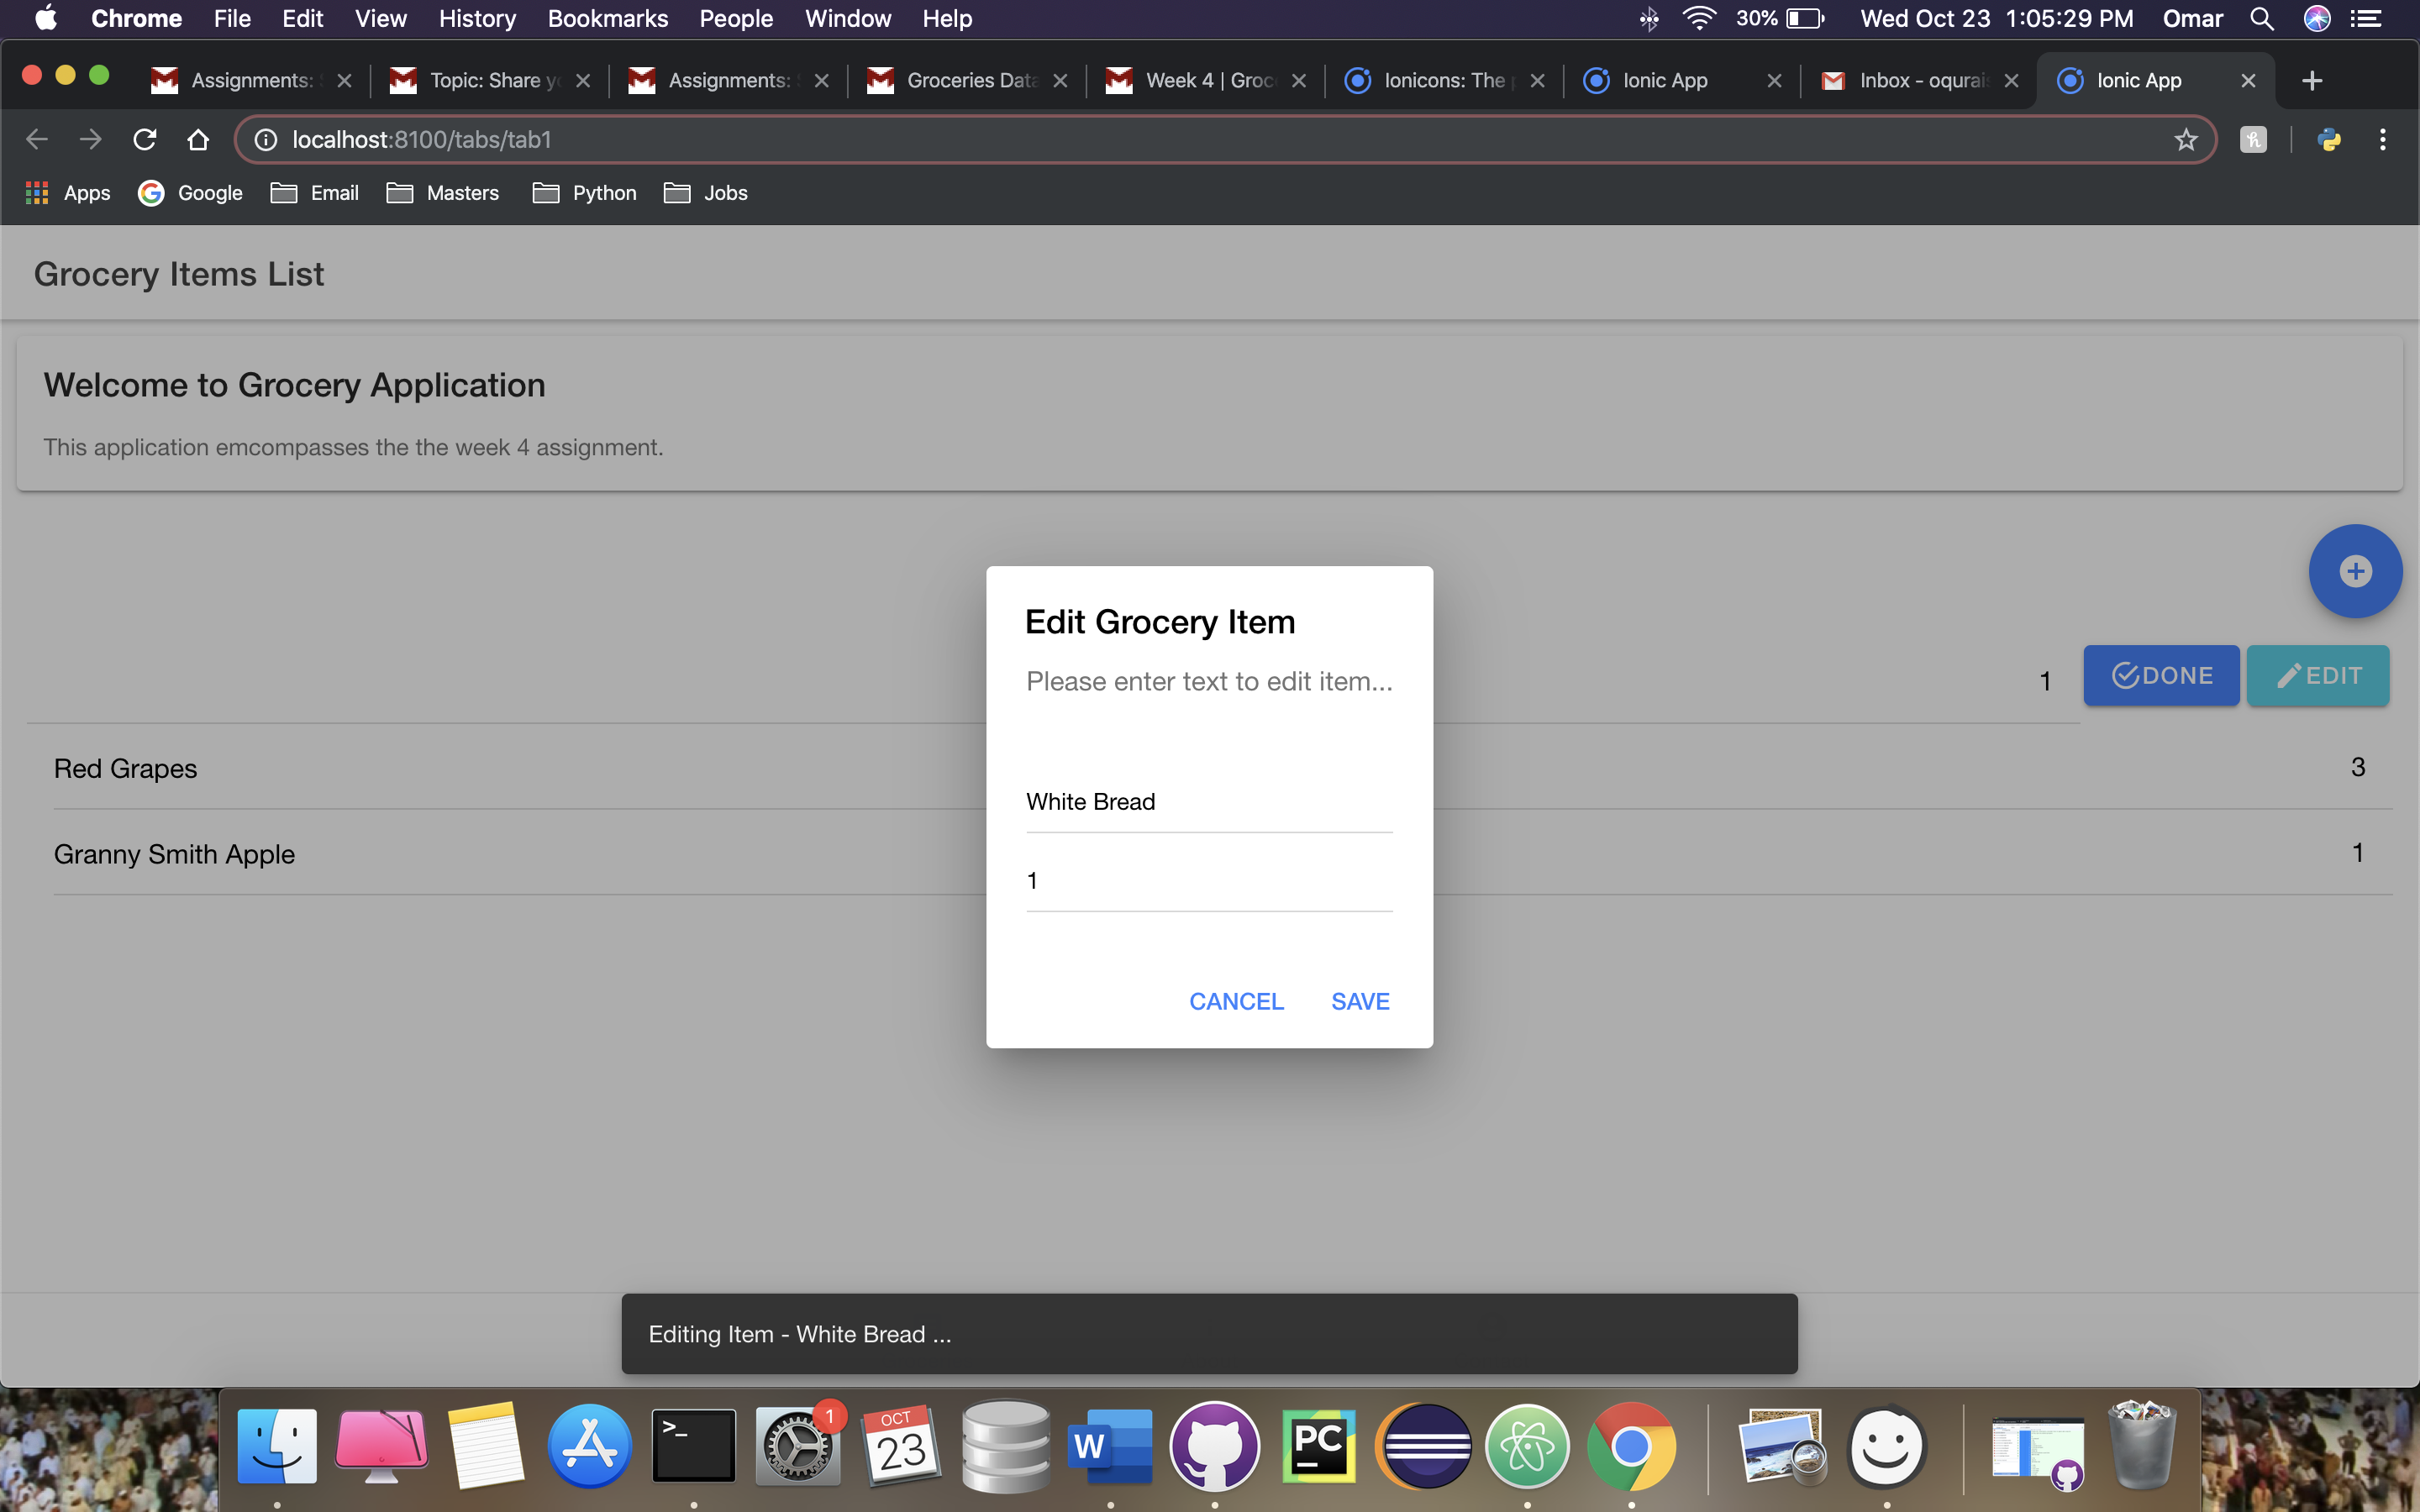 Chrome File Edit View History Bookmarks People Window Help 30% Wed Oct 23 1:05:29 PM Omar
Assignments: Topic: Share Assignments: Groceries Data Week 4 | Ionicons: The Ionic App Inbox - Ionic App
localhost:8100/tabs/tab1
Apps Google Email Masters Python Jobs
Grocery Items List
Welcome to Grocery Application
This application emcompasses the the week 4 assignment.
Edit Grocery Item
Please enter text to edit item...
1 DONE EDIT
Red Grapes 3
White Bread
Granny Smith Apple 1
1
CANCEL SAVE
Editing Item - White Bread ...
>_
1
OCT
23
W
PC